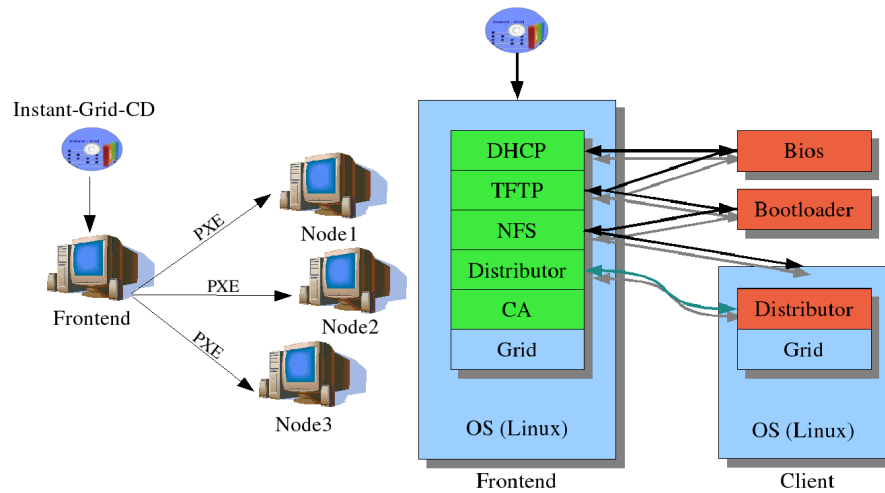 Instant-Grid-CD
Frontend
PXE
PXE
PXE
Node1
Node2
Node3
DHCP
TFTP
NFS
Distributor
CA
Grid
OS (Linux)
Frontend
Bios
Bootloader
Distributor
Grid
OS (Linux)
Client